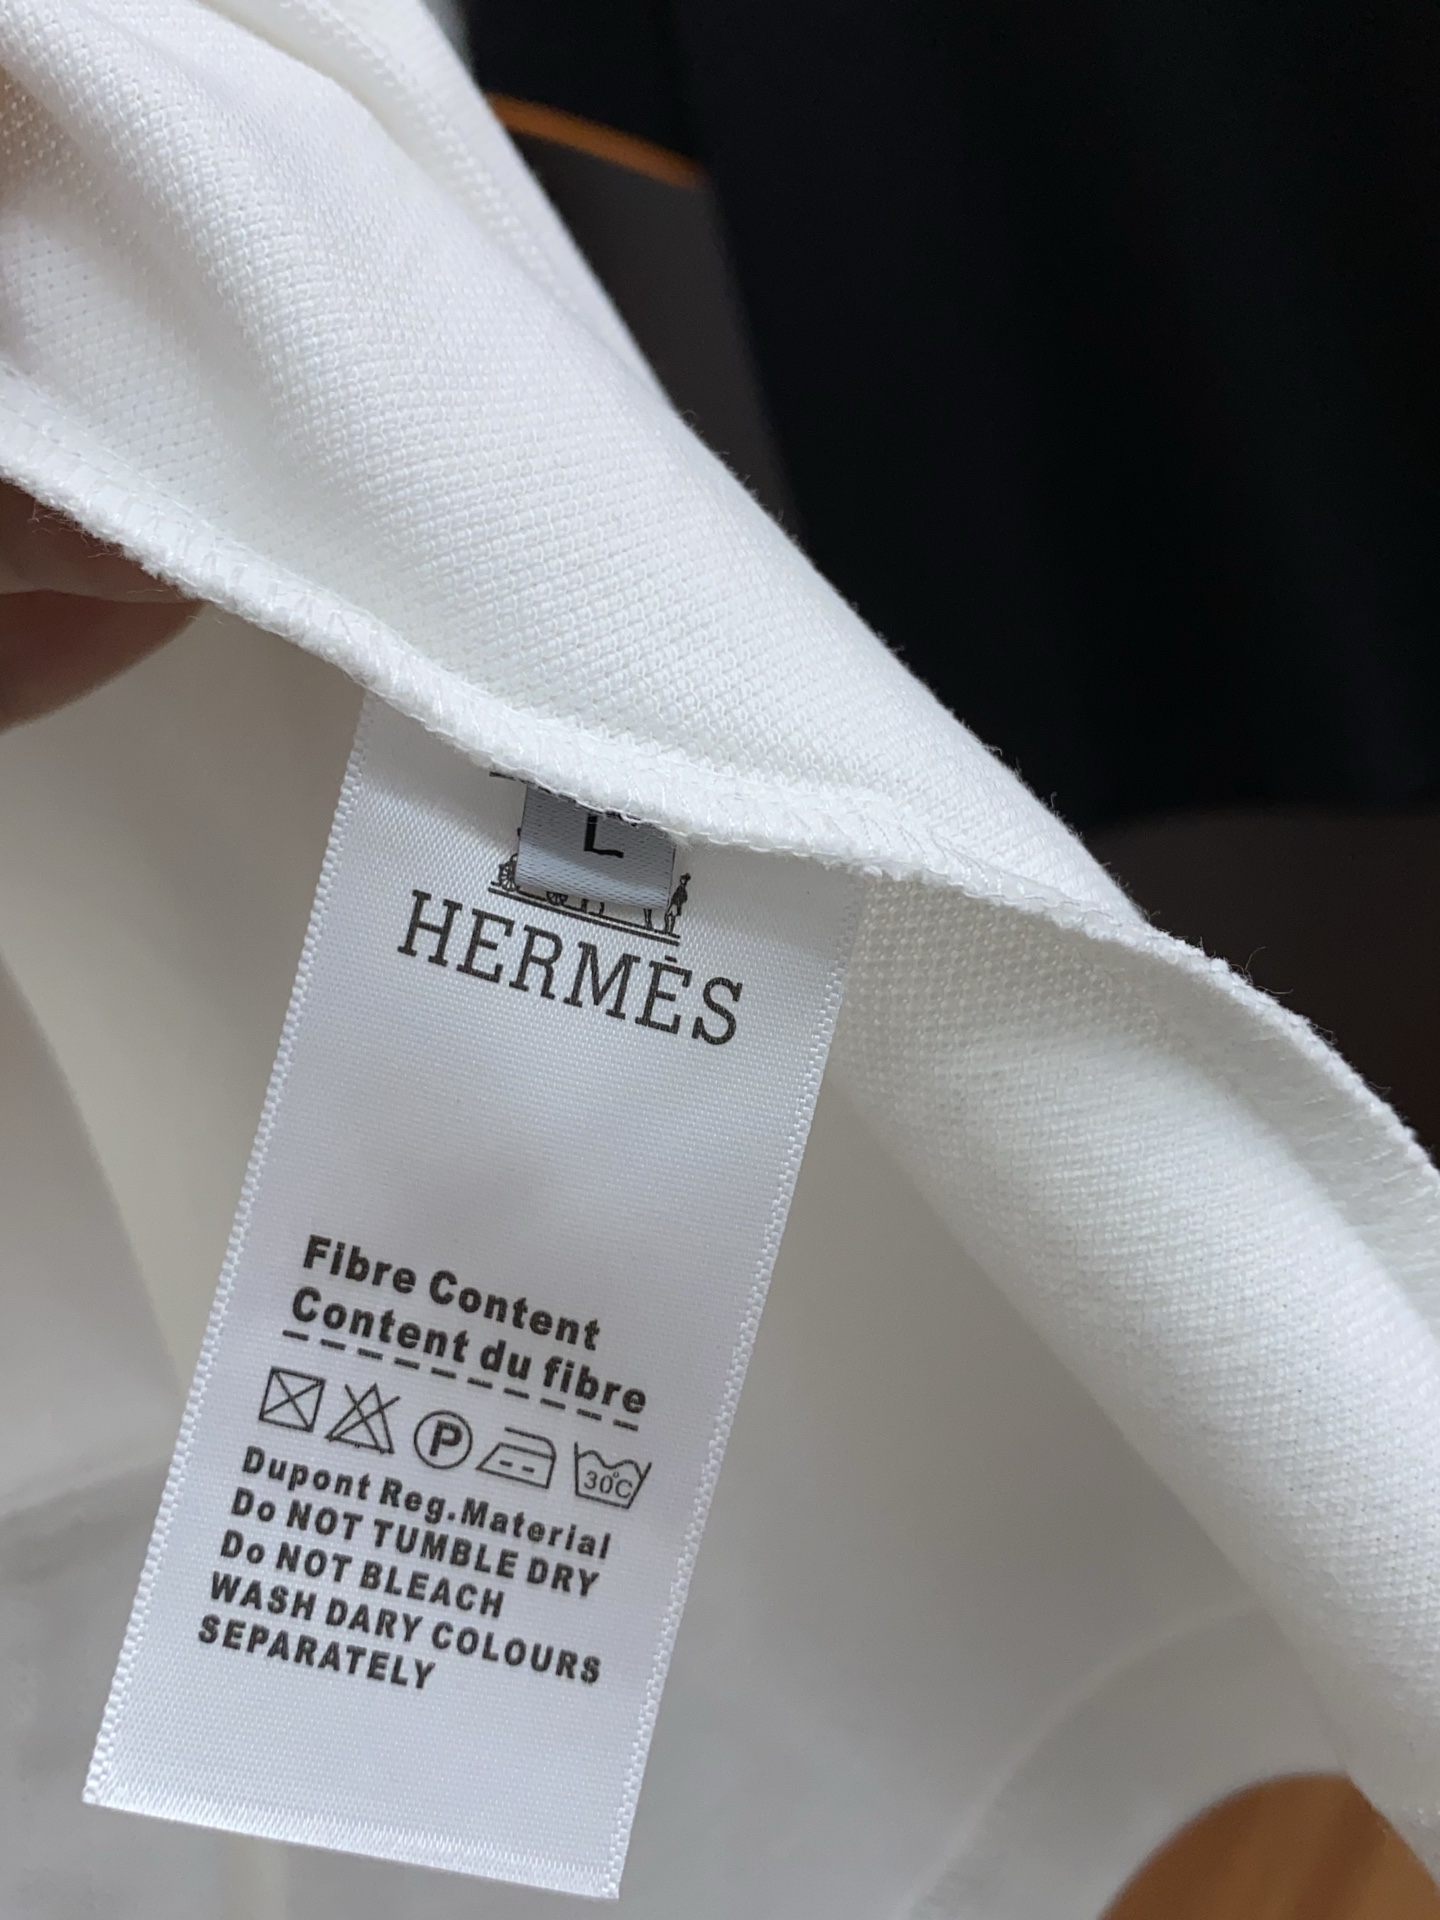 L
HERMÈS
Fibre Content
Content du fibre
P
30°C
Dupont Reg.Material
Do NOT TUMBLE DRY
Do NOT BLEACH
WASH DARY COLOURS
SEPARATELY